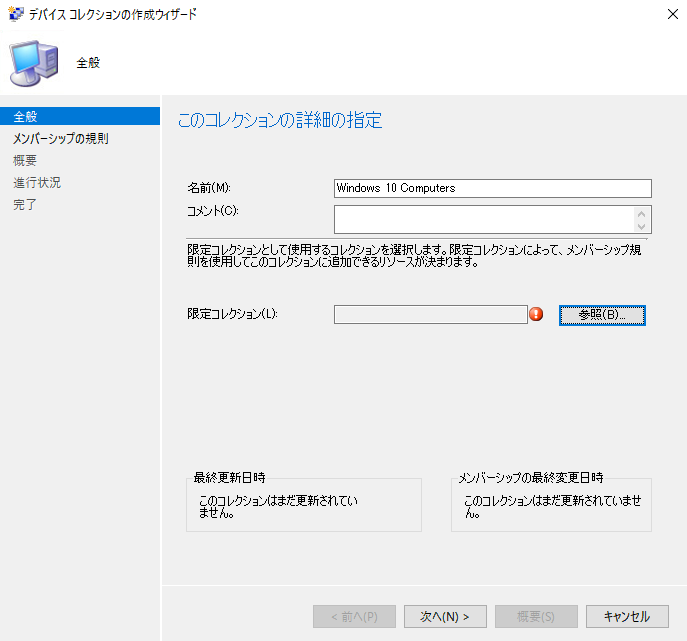 デバイス コレクションの作成ウィザード
全般
全般
メンバーシップの規則
概要
進行状況
完了
このコレクションの詳細の指定
名前(M):
Windows 10 Computers
コメント(C):
限定コレクションとして使用するコレクションを選択します。限定コレクションによって、メンバーシップ規
則を使用してこのコレクションに追加できるリソースが決まります。
限定コレクション(L):
参照(B)...
最終更新日時
このコレクションはまだ更新されてい
ません。
メンバーシップの最終変更日時
このコレクションはまだ更新されていませ
ん。
< 前へ(P)
次へ(N) >
概要(S)
キャンセル